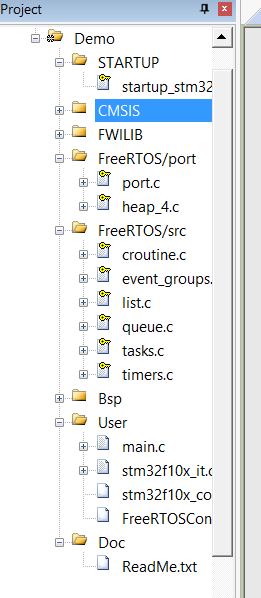 Project
Demo
STARTUP
startup_stm32
CMSIS
FWILIB
FreeRTOS/port
port.c
heap_4.c
FreeRTOS/src
croutine.c
event_groups.
list.c
queue.c
tasks.c
timers.c
Bsp
User
main.c
stm32f10x_it.c
stm32f10x_co
FreeRTOSCon
Doc
ReadMe.txt